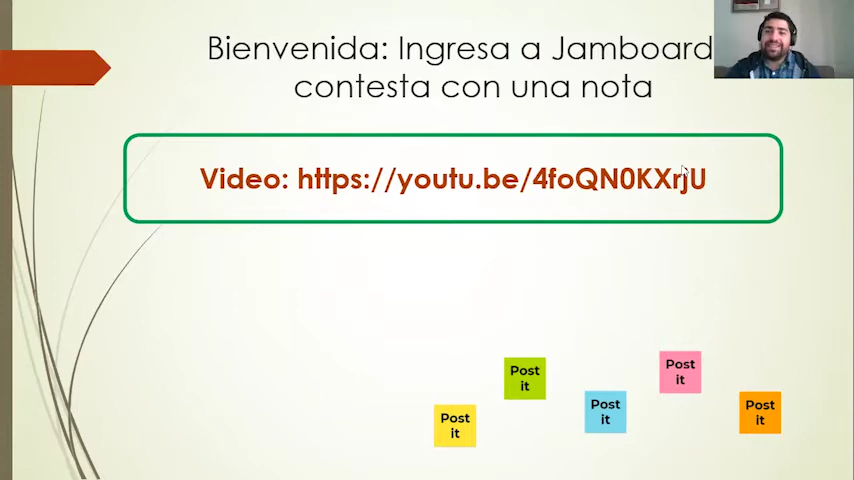 Bienvenida: Ingresa a Jamboard
contesta con una nota
Video: https://youtu.be/4foQN0KXrjU
Post
it
Post
it
Post
it
Post
it
Post
it